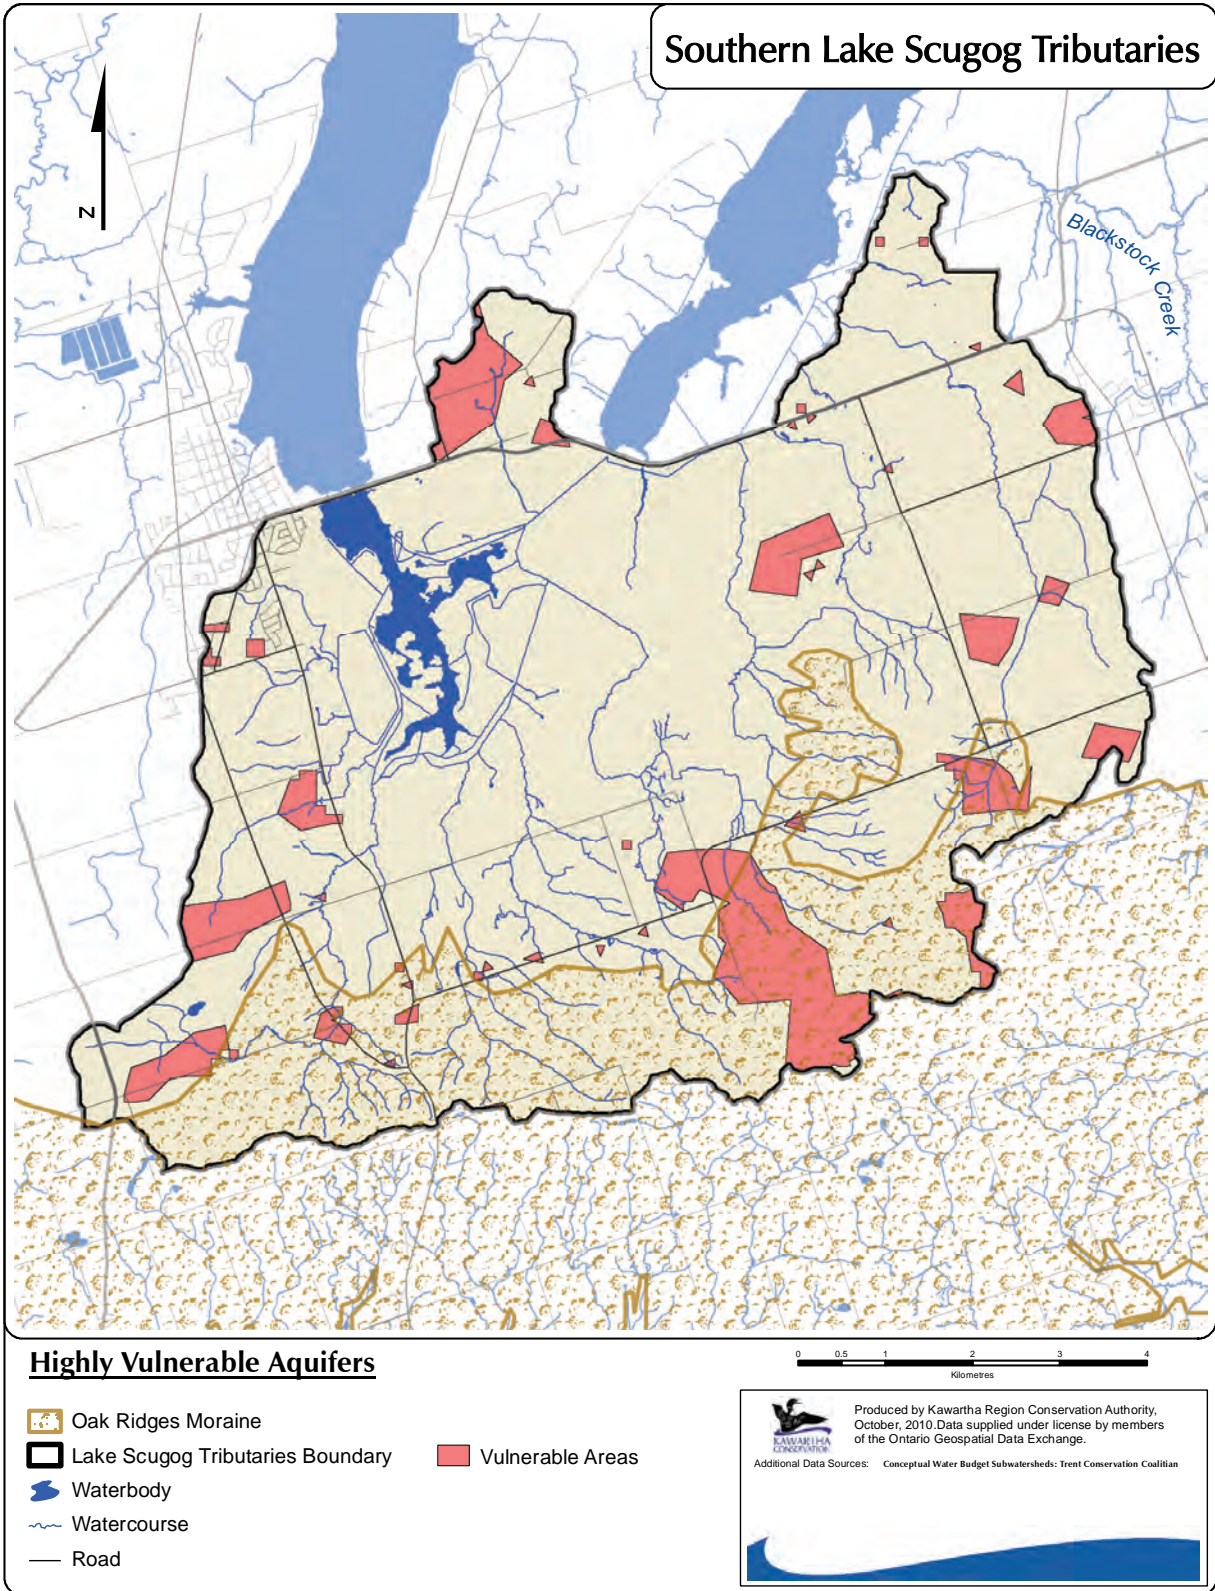 Southern Lake Scugog Tributaries
N
Blackstock
Creek
Highly Vulnerable Aquifers
Oak Ridges Moraine
Lake Scugog Tributaries Boundary
Vulnerable Areas
Waterbody
Watercourse
Road
0 0.5 1 2 3 4
Kilometres
KAWARTHA
CONSERVATION
Produced by Kawartha Region Conservation Authority,
October, 2010.Data supplied under license by members
of the Ontario Geospatial Data Exchange.
Additional Data Sources: Conceptual Water Budget Subwatersheds: Trent Conservation Coalitian